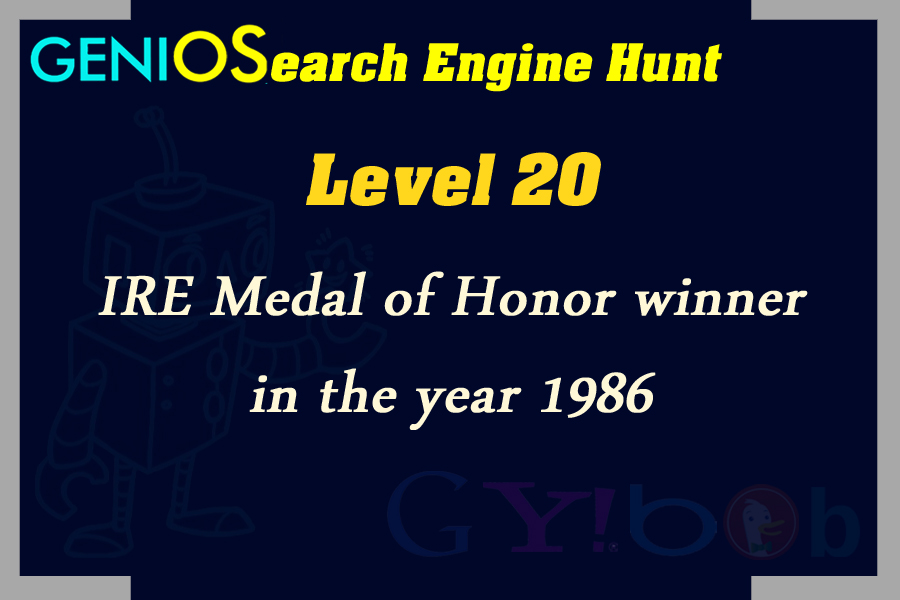 GENIOSearch Engine Hunt
Level 20
IRE Medal of Honor winner
in the year 1986
G Y! b b